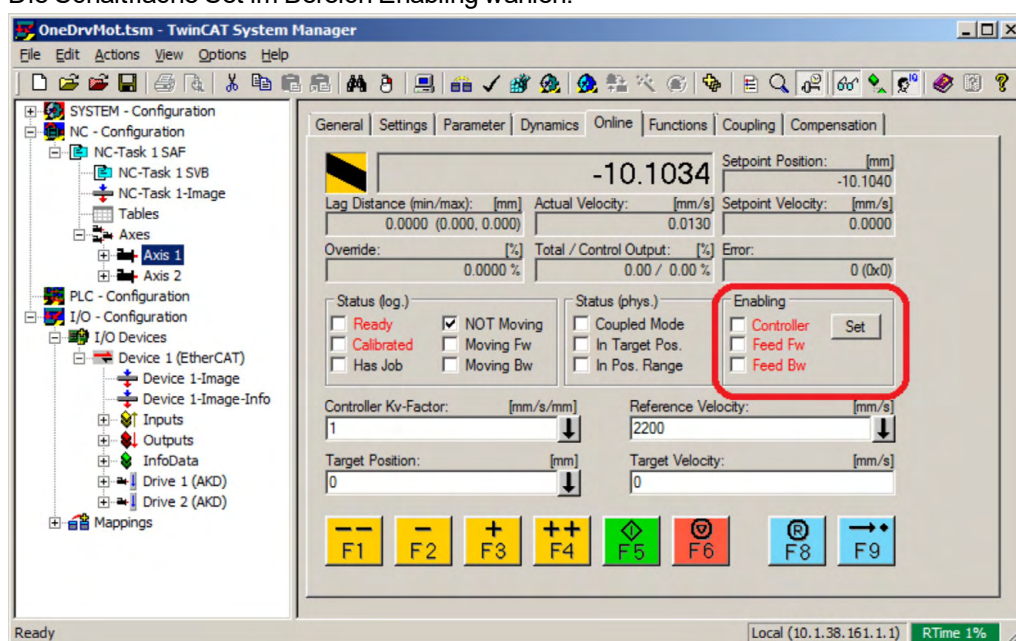 Die Schaltfläche Set im Bereich Enabling wählen.
OneDrvMot.tsm - TwinCAT System Manager
File Edit Actions View Options Help
SYSTEM - Configuration
NC - Configuration
NC-Task 1 SAF
NC-Task 1 SVB
NC-Task 1-Image
Tables
Axes
Axis 1
Axis 2
PLC - Configuration
I/O - Configuration
I/O Devices
Device 1 (EtherCAT)
Device 1-Image
Device 1-Image-Info
Inputs
Outputs
InfoData
Drive 1 (AKD)
Drive 2 (AKD)
Mappings
General Settings Parameter Dynamics Online Functions Coupling Compensation
-10.1034
Setpoint Position: [mm]
-10.1040
Lag Distance (min/max): [mm] Actual Velocity: [mm/s] Setpoint Velocity: [mm/s]
0.0000 (0.000, 0.000) 0.0130 0.0000
Override: [%] Total / Control Output: [%] Error:
0.0000 % 0.00 / 0.00 % 0 (0x0)
Status (log.) Status (phys.) Enabling
Ready NOT Moving Coupled Mode Controller Set
Calibrated Moving Fw In Target Pos. Feed Fw
Has Job Moving Bw In Pos. Range Feed Bw
Controller Kv-Factor: [mm/s/mm] Reference Velocity: [mm/s]
1 2200
Target Position: [mm] Target Velocity: [mm/s]
0 0
-- - + ++ R
F1 F2 F3 F4 F5 F6 F8 F9
Ready Local (10.1.38.161.1.1) RTime 1%